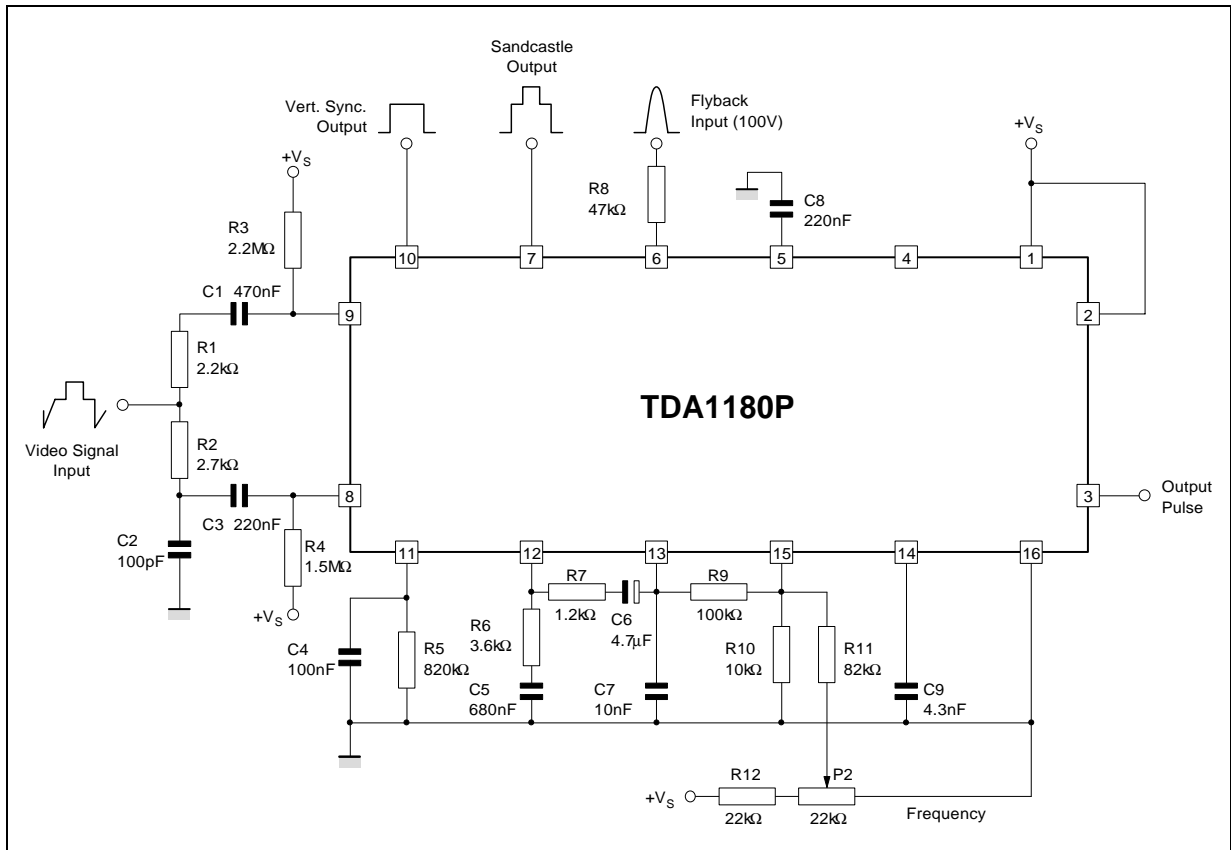 Sandcastle
Output
Vert. Sync.
Output
Flyback
Input (100V)
+VS
+VS
R8
47kΩ
C8
220nF
R3
2.2MΩ
10
7
6
5
4
1
C1 470nF
9
2
R1
2.2kΩ
TDA1180P
Video Signal
Input
R2
2.7kΩ
8
3
Output
Pulse
C3 220nF
C2
100pF
R4
1.5MΩ
+VS
11
12
13
15
14
16
R7
1.2kΩ
C6
4.7μF
R9
100kΩ
R6
3.6kΩ
C4
100nF
R5
820kΩ
C5
680nF
C7
10nF
R10
10kΩ
R11
82kΩ
C9
4.3nF
R12
P2
+VS
22kΩ
22kΩ
Frequency